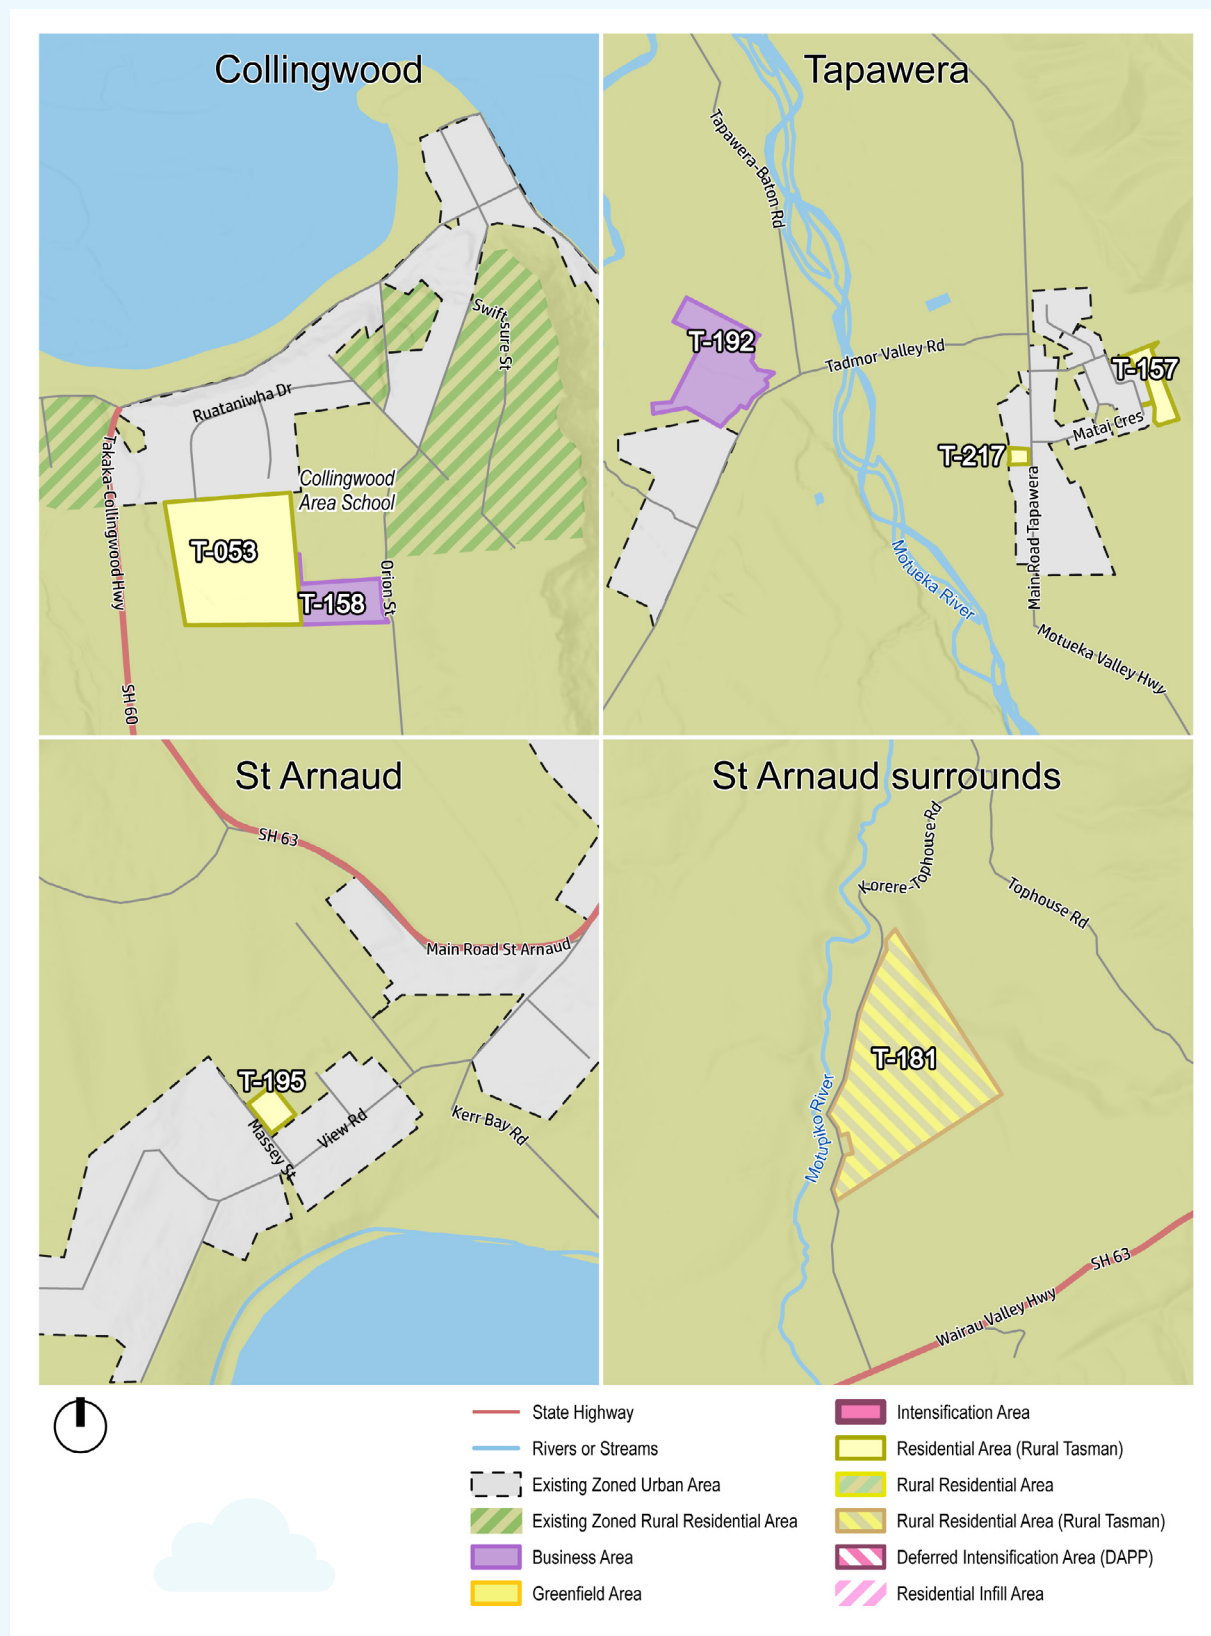 Collingwood
Swiftsure St
Ruataniwha Dr
Takaka-Collingwood Hwy
Collingwood
Area School
T-053
T-158
Orion St
SH 60
Tapawera
Tapawera-Baton Rd
T-192
Tadmor Valley Rd
T-157
Matai Cres
T-217
Main Road Tapawera
Motueka River
Motueka Valley Hwy
St Arnaud
SH 63
Main Road St Arnaud
T-195
Massey St
View Rd
Kerr Bay Rd
St Arnaud surrounds
Korere-Tophouse Rd
Tophouse Rd
T-181
Motupiko River
SH 63
Wairau Valley Hwy
State Highway
Rivers or Streams
Existing Zoned Urban Area
Existing Zoned Rural Residential Area
Business Area
Greenfield Area
Intensification Area
Residential Area (Rural Tasman)
Rural Residential Area
Rural Residential Area (Rural Tasman)
Deferred Intensification Area (DAPP)
Residential Infill Area